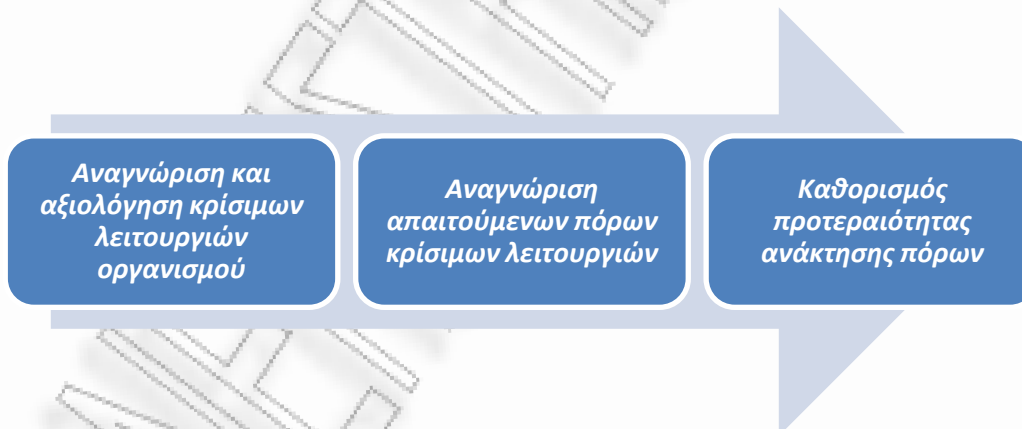 Αναγνώριση και
αξιολόγηση κρίσιμων
λειτουργιών
οργανισμού
Αναγνώριση
απαιτούμενων πόρων
κρίσιμων λειτουργιών
Καθορισμός
προτεραιότητας
ανάκτησης πόρων